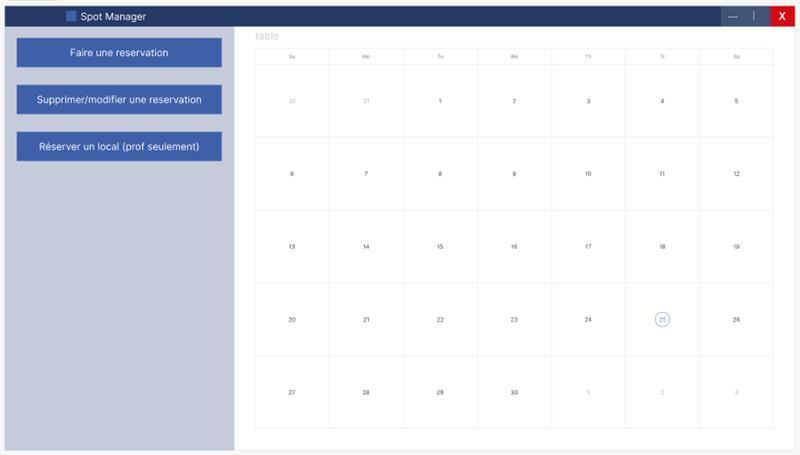 Spot Manager
X
Faire une reservation
Supprimer/modifier une reservation
Réserver un local (prof seulement)
table
Su Mo Tu We Th Fr Sa
30 31 1 2 3 4 5
6 7 8 9 10 11 12
13 14 15 16 17 18 19
20 21 22 23 24 25 26
27 28 29 30 1 2 3